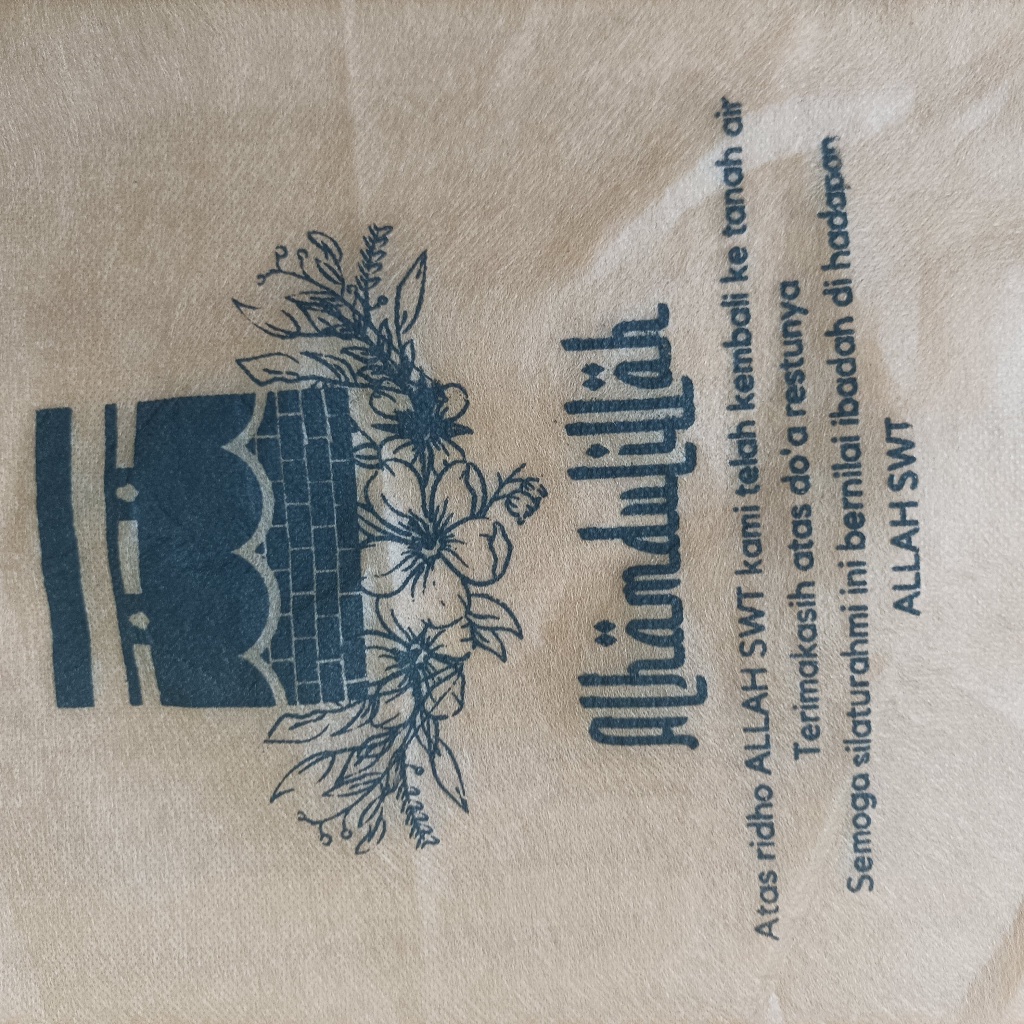 Alhamdulillah
Atas ridho ALLAH SWT kami telah kembali ke tanah air
Terimakasih atas do'a restunya
Semoga silaturahmi ini bernilai ibadah di hadapan
ALLAH SWT